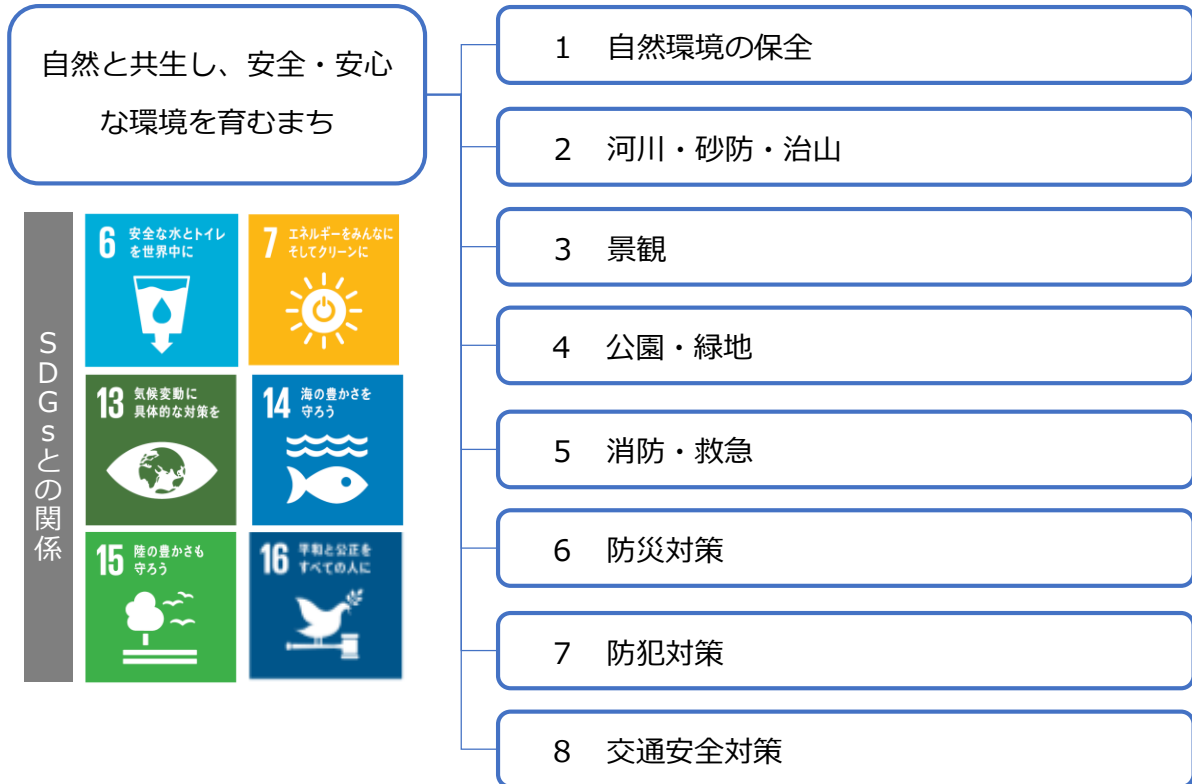 自然と共生し、安全・安心
な環境を育むまち
SDGsとの関係
6 安全な水とトイレ
を世界中に
7 エネルギーをみんなに
そしてクリーンに
13 気候変動に
具体的な対策を
14 海の豊かさを
守ろう
15 陸の豊かさも
守ろう
16 平和と公正を
すべての人に
1 自然環境の保全
2 河川・砂防・治山
3 景観
4 公園・緑地
5 消防・救急
6 防災対策
7 防犯対策
8 交通安全対策